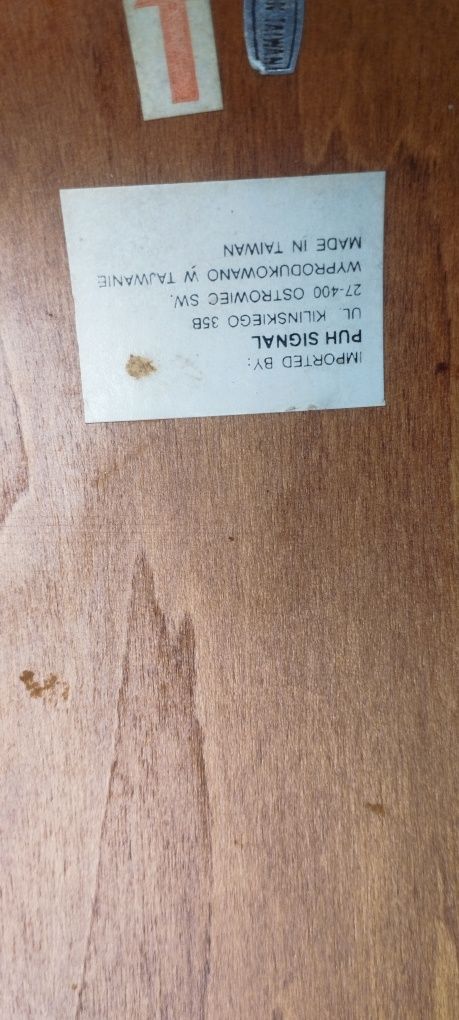 IMPORTED BY:
PUH SIGNAL
UL. KILINSKIEGO 35B
27-400 OSTROWIEC SW.
WYPRODUKOWANO W TAJWANIE
MADE IN TAIWAN